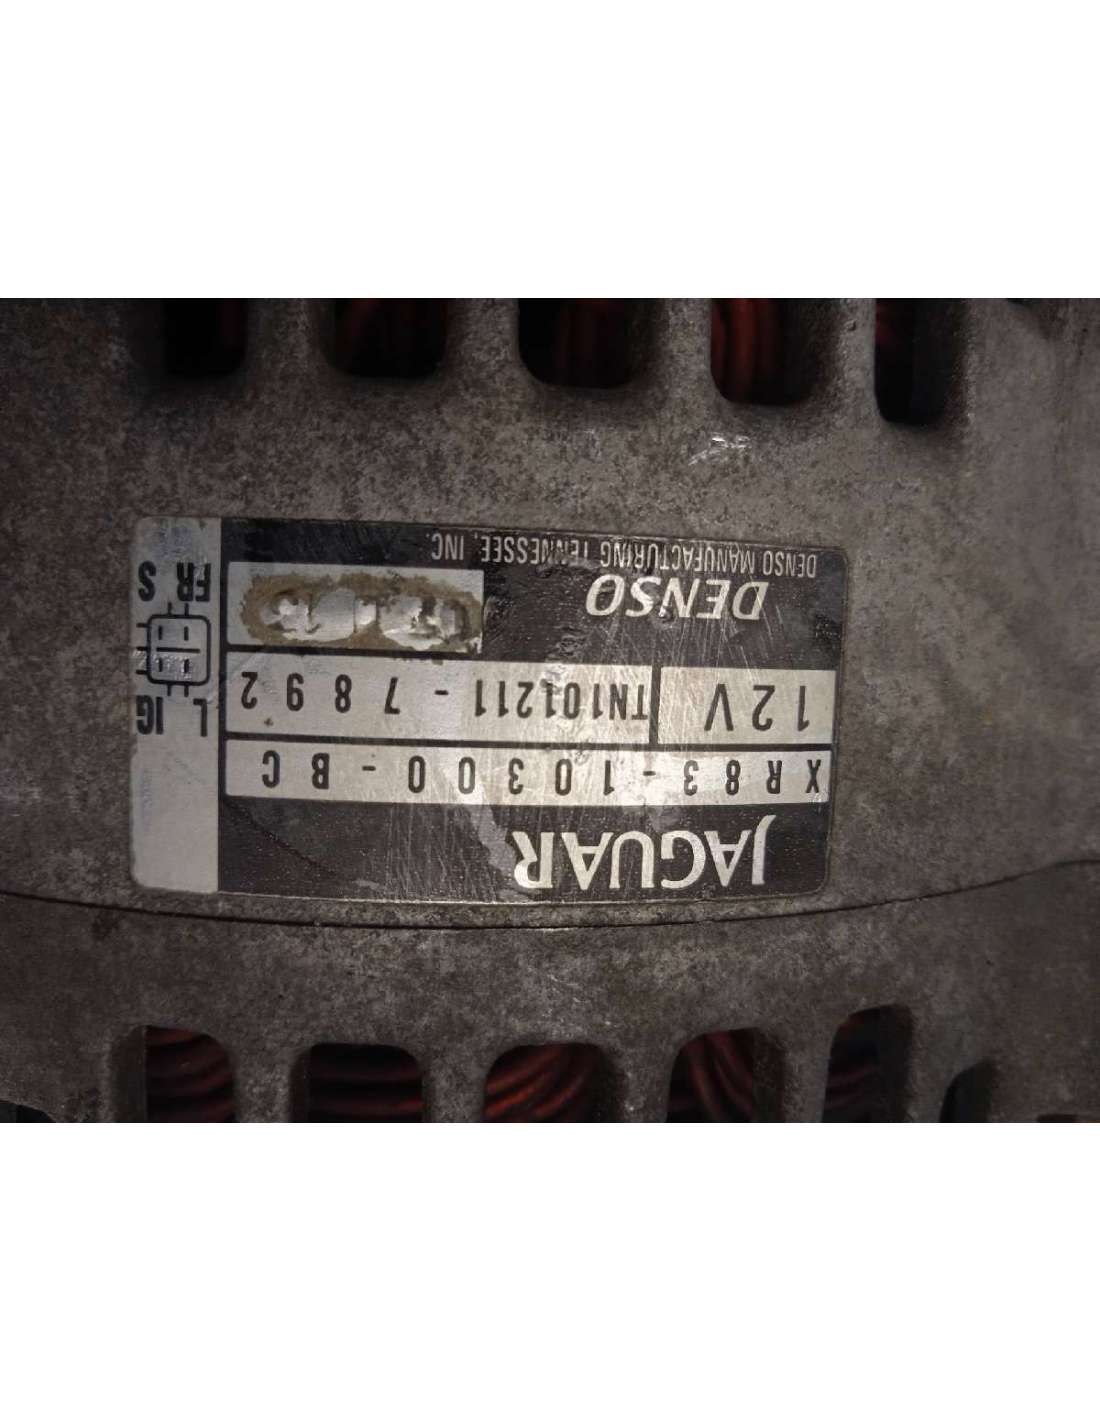 JAGUAR
XR83-10300-BC
12V TN101211-7892
DENSO
DENSO MANUFACTURING TENNESSEE, INC.
L IG
FR S